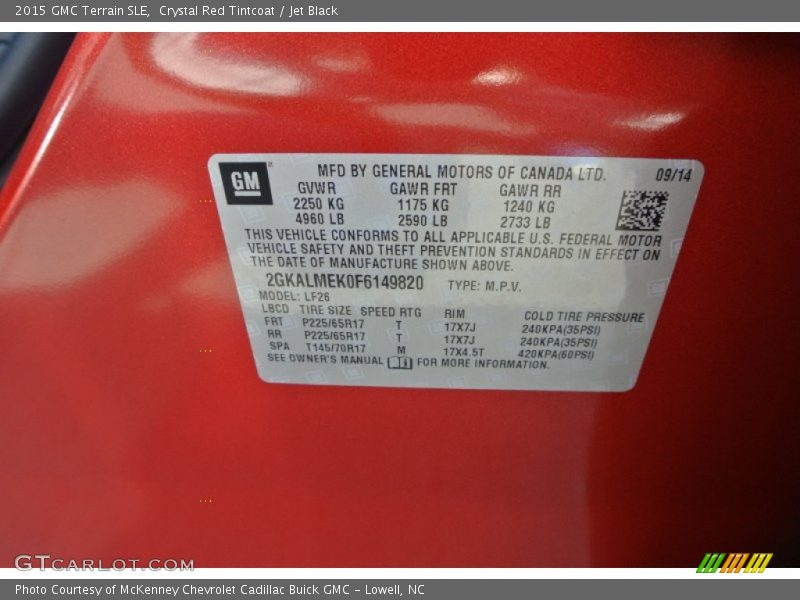 2015 GMC Terrain SLE, Crystal Red Tintcoat / Jet Black
GM
MFD BY GENERAL MOTORS OF CANADA LTD. 09/14
GVWR GAWR FRT GAWR RR
2250 KG 1175 KG 1240 KG
4960 LB 2590 LB 2733 LB
THIS VEHICLE CONFORMS TO ALL APPLICABLE U.S. FEDERAL MOTOR
VEHICLE SAFETY AND THEFT PREVENTION STANDARDS IN EFFECT ON
THE DATE OF MANUFACTURE SHOWN ABOVE.
2GKALMEK0F6149820 TYPE: M.P.V.
MODEL: LF26
LBCD TIRE SIZE SPEED RTG RIM COLD TIRE PRESSURE
FRT P225/65R17 T 17X7J 240KPA(35PSI)
RR P225/65R17 T 17X7J 240KPA(35PSI)
SPA T145/70R17 M 17X4.5T 420KPA(60PSI)
SEE OWNER'S MANUAL FOR MORE INFORMATION.
GTCARLOT.COM
Photo Courtesy of McKenney Chevrolet Cadillac Buick GMC - Lowell, NC